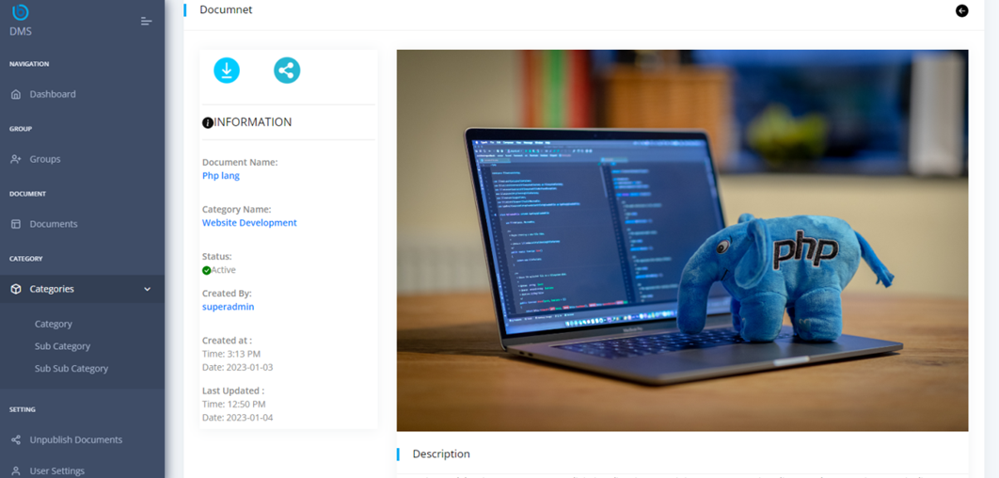 DMS
NAVIGATION
Dashboard
GROUP
Groups
DOCUMENT
Documents
CATEGORY
Categories
Category
Sub Category
Sub Sub Category
SETTING
Unpublish Documents
User Settings
Documnet
INFORMATION
Document Name:
Php lang
Category Name:
Website Development
Status:
Active
Created By:
superadmin
Created at :
Time: 3:13 PM
Date: 2023-01-03
Last Updated :
Time: 12:50 PM
Date: 2023-01-04
php
Description